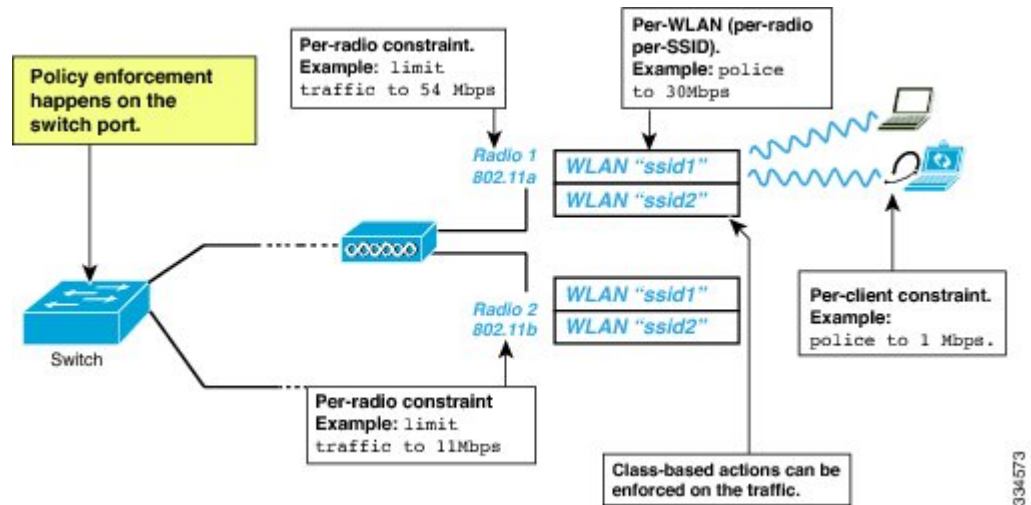 Policy enforcement
happens on the
switch port.
Per-radio constraint.
Example: limit
traffic to 54 Mbps
Per-WLAN (per-radio
per-SSID).
Example: police
to 30Mbps
Radio 1
802.11a
WLAN "ssid1"
WLAN "ssid2"
Radio 2
802.11b
WLAN "ssid1"
WLAN "ssid2"
Switch
Per-client constraint.
Example:
police to 1 Mbps.
Per-radio constraint
Example: limit
traffic to 11Mbps
Class-based actions can be
enforced on the traffic.
334573